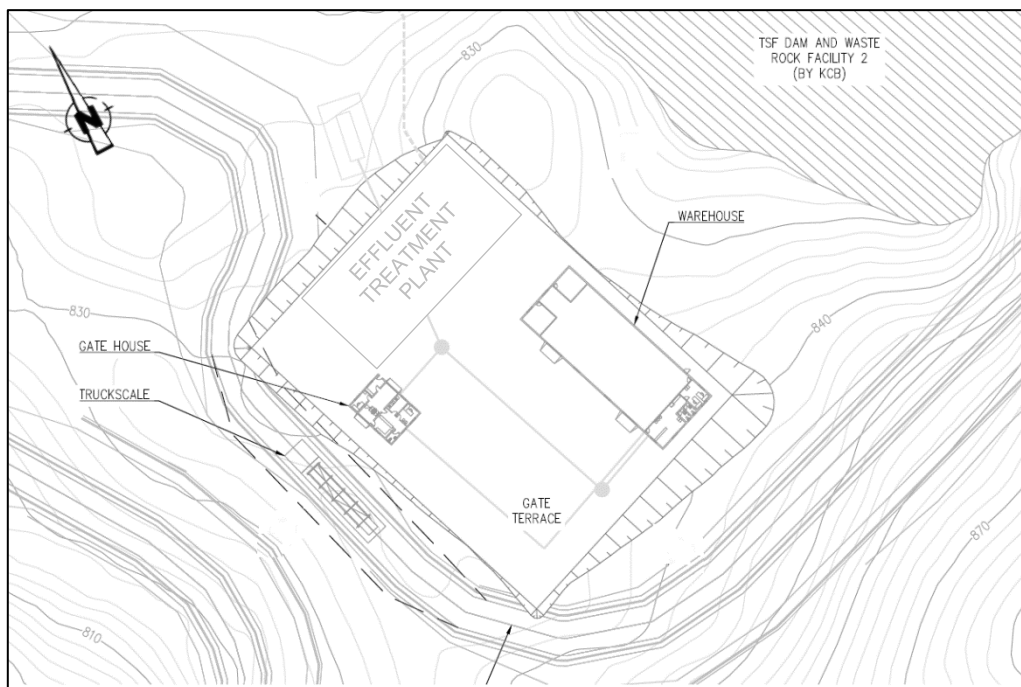 TSF DAM AND WASTE
ROCK FACILITY 2
(BY KCB)
830
N
WAREHOUSE
EFFLUENT
TREATMENT
PLANT
830
840
GATE HOUSE
TRUCKSCALE
GATE
TERRACE
870
810